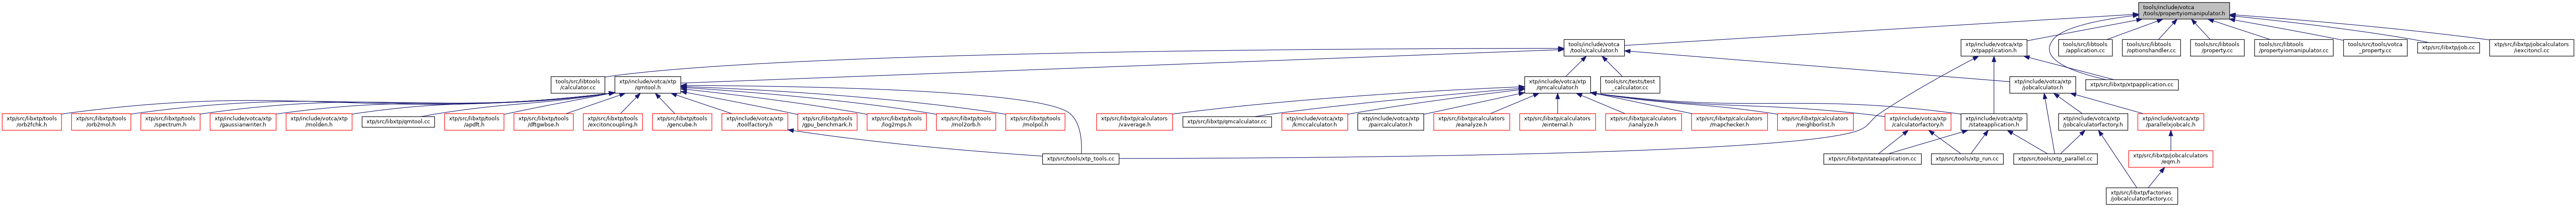 tools/include/votca
/tools/propertyiomanipulator.h
tools/include/votca
/tools/calculator.h
xtp/include/votca/xtp
/xtpapplication.h
tools/src/libtools
/application.cc
tools/src/libtools
/optionshandler.cc
tools/src/libtools
/property.cc
tools/src/libtools
/propertyiomanipulator.cc
tools/src/tools/votca
_property.cc
xtp/src/libxtp/job.cc
xtp/src/libxtp/jobcalculators
/iexcitoncl.cc
tools/src/libtools
/calculator.cc
xtp/include/votca/xtp
/qmtool.h
xtp/include/votca/xtp
/qmcalculator.h
tools/src/tests/test
_calculator.cc
xtp/include/votca/xtp
/jobcalculator.h
xtp/src/libxtp/xtpapplication.cc
xtp/src/libxtp/tools
/orb2fchk.h
xtp/src/libxtp/tools
/orb2mol.h
xtp/src/libxtp/tools
/spectrum.h
xtp/include/votca/xtp
/gaussianwriter.h
xtp/include/votca/xtp
/molden.h
xtp/src/libxtp/qmtool.cc
xtp/src/libxtp/tools
/apdft.h
xtp/src/libxtp/tools
/dftgwbse.h
xtp/src/libxtp/tools
/excitoncoupling.h
xtp/src/libxtp/tools
/gencube.h
xtp/include/votca/xtp
/toolfactory.h
xtp/src/libxtp/tools
/gpu_benchmark.h
xtp/src/libxtp/tools
/log2mps.h
xtp/src/libxtp/tools
/mol2orb.h
xtp/src/libxtp/tools
/molpol.h
xtp/src/libxtp/calculators
/vaverage.h
xtp/src/libxtp/qmcalculator.cc
xtp/include/votca/xtp
/kmccalculator.h
xtp/include/votca/xtp
/paircalculator.h
xtp/src/libxtp/calculators
/eanalyze.h
xtp/src/libxtp/calculators
/einternal.h
xtp/src/libxtp/calculators
/ianalyze.h
xtp/src/libxtp/calculators
/mapchecker.h
xtp/src/libxtp/calculators
/neighborlist.h
xtp/include/votca/xtp
/calculatorfactory.h
xtp/include/votca/xtp
/stateapplication.h
xtp/include/votca/xtp
/jobcalculatorfactory.h
xtp/include/votca/xtp
/parallelxjobcalc.h
xtp/src/tools/xtp_tools.cc
xtp/src/libxtp/stateapplication.cc
xtp/src/tools/xtp_run.cc
xtp/src/tools/xtp_parallel.cc
xtp/src/libxtp/jobcalculators
/eqm.h
xtp/src/libxtp/factories
/jobcalculatorfactory.cc